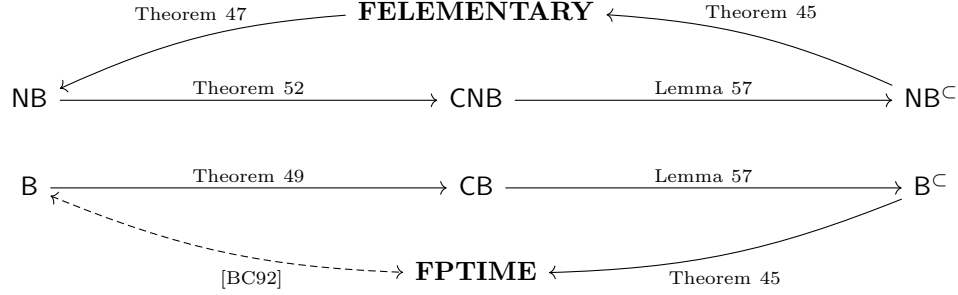 Theorem 47 FELEMENTARY Theorem 45
NB Theorem 52 CNB Lemma 57 NB⊂
B Theorem 49 CB Lemma 57 B⊂
[BC92] FPTIME Theorem 45